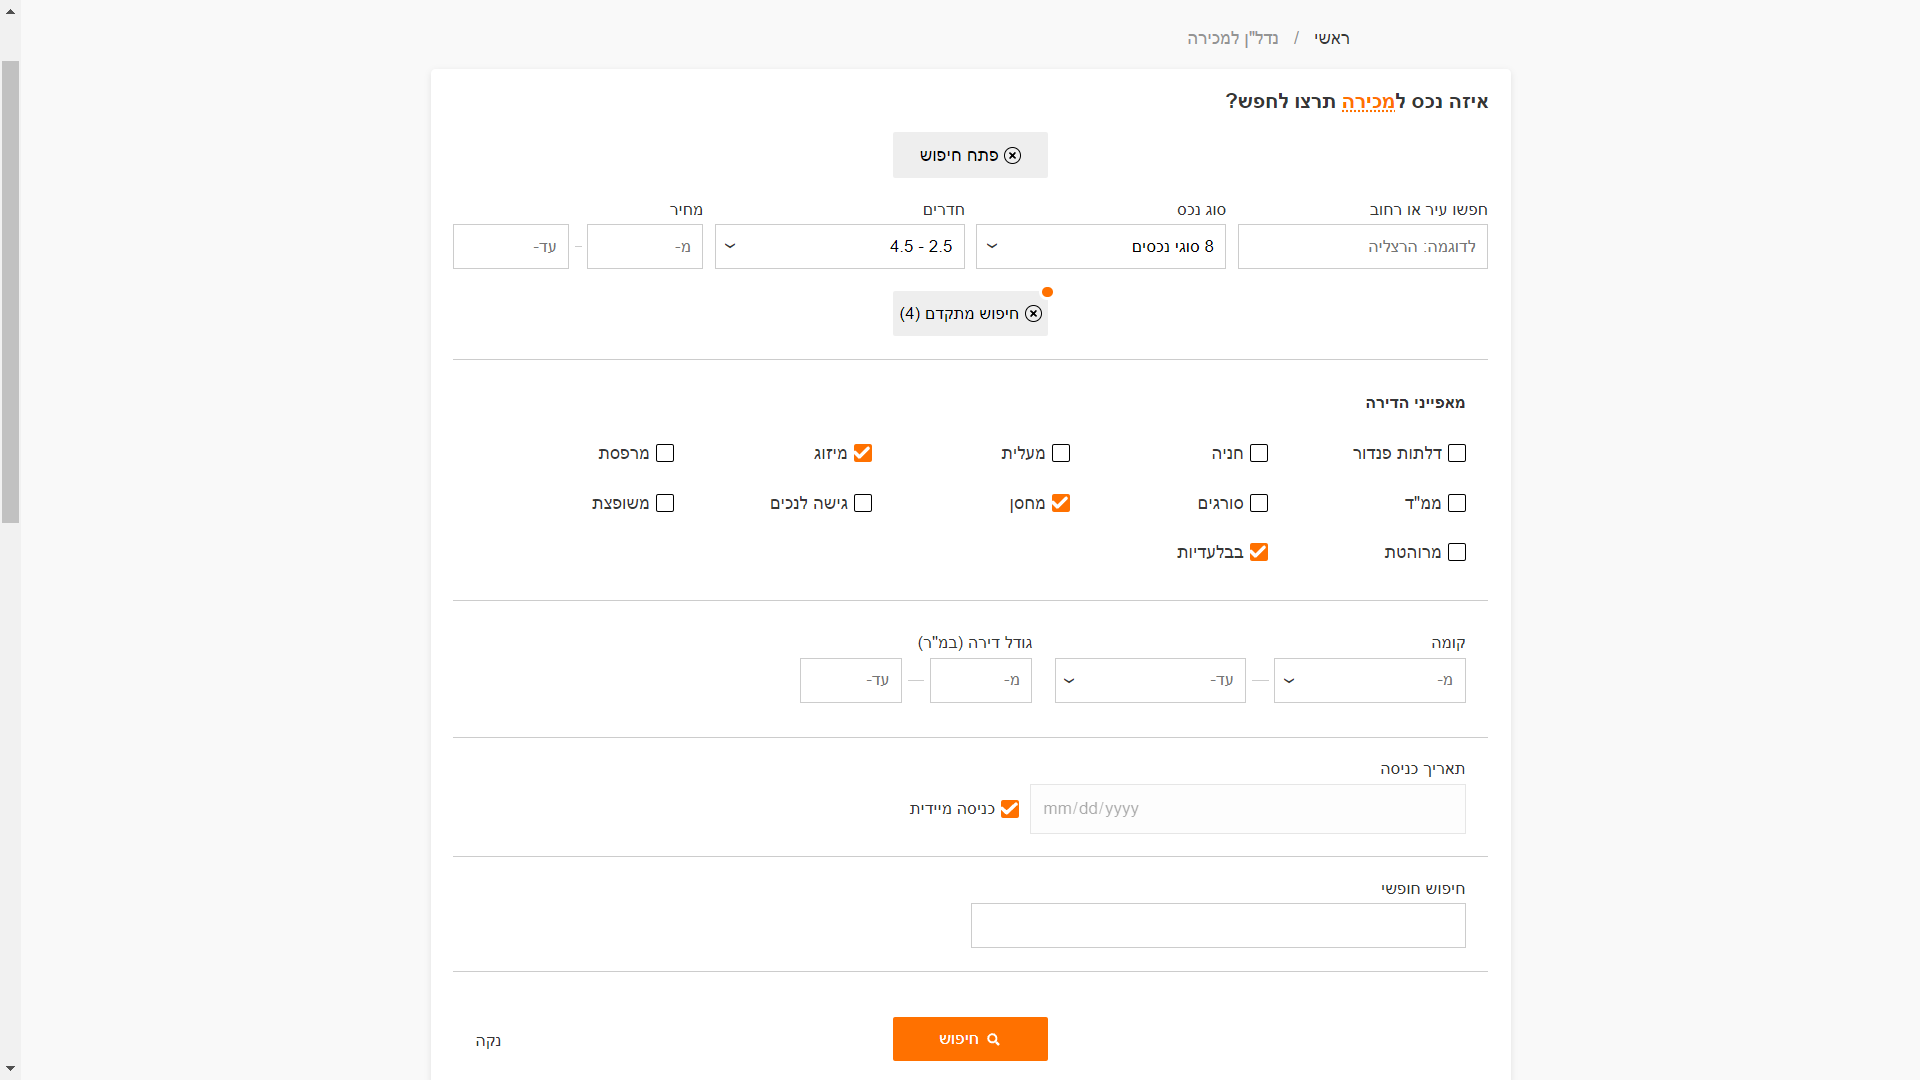 ראשי / נדל"ן למכירה
איזה נכס למכירה תרצו לחפש?
פתח חיפוש
חפשו עיר או רחוב
סוג נכס
חדרים
מחיר
לדוגמה: הרצליה
8 סוגי נכסים
2.5 - 4.5
מ-
–
עד-
חיפוש מתקדם (4)
מאפייני הדירה
דלתות פנדור
חניה
מעלית
מיזוג
מרפסת
ממ"ד
סורגים
מחסן
גישה לנכים
משופצת
מרוהטת
בבלעדיות
קומה
גודל דירה (במ"ר)
מ-
—
עד-
מ-
—
עד-
תאריך כניסה
mm/dd/yyyy
כניסה מיידית
חיפוש חופשי
חיפוש
נקה